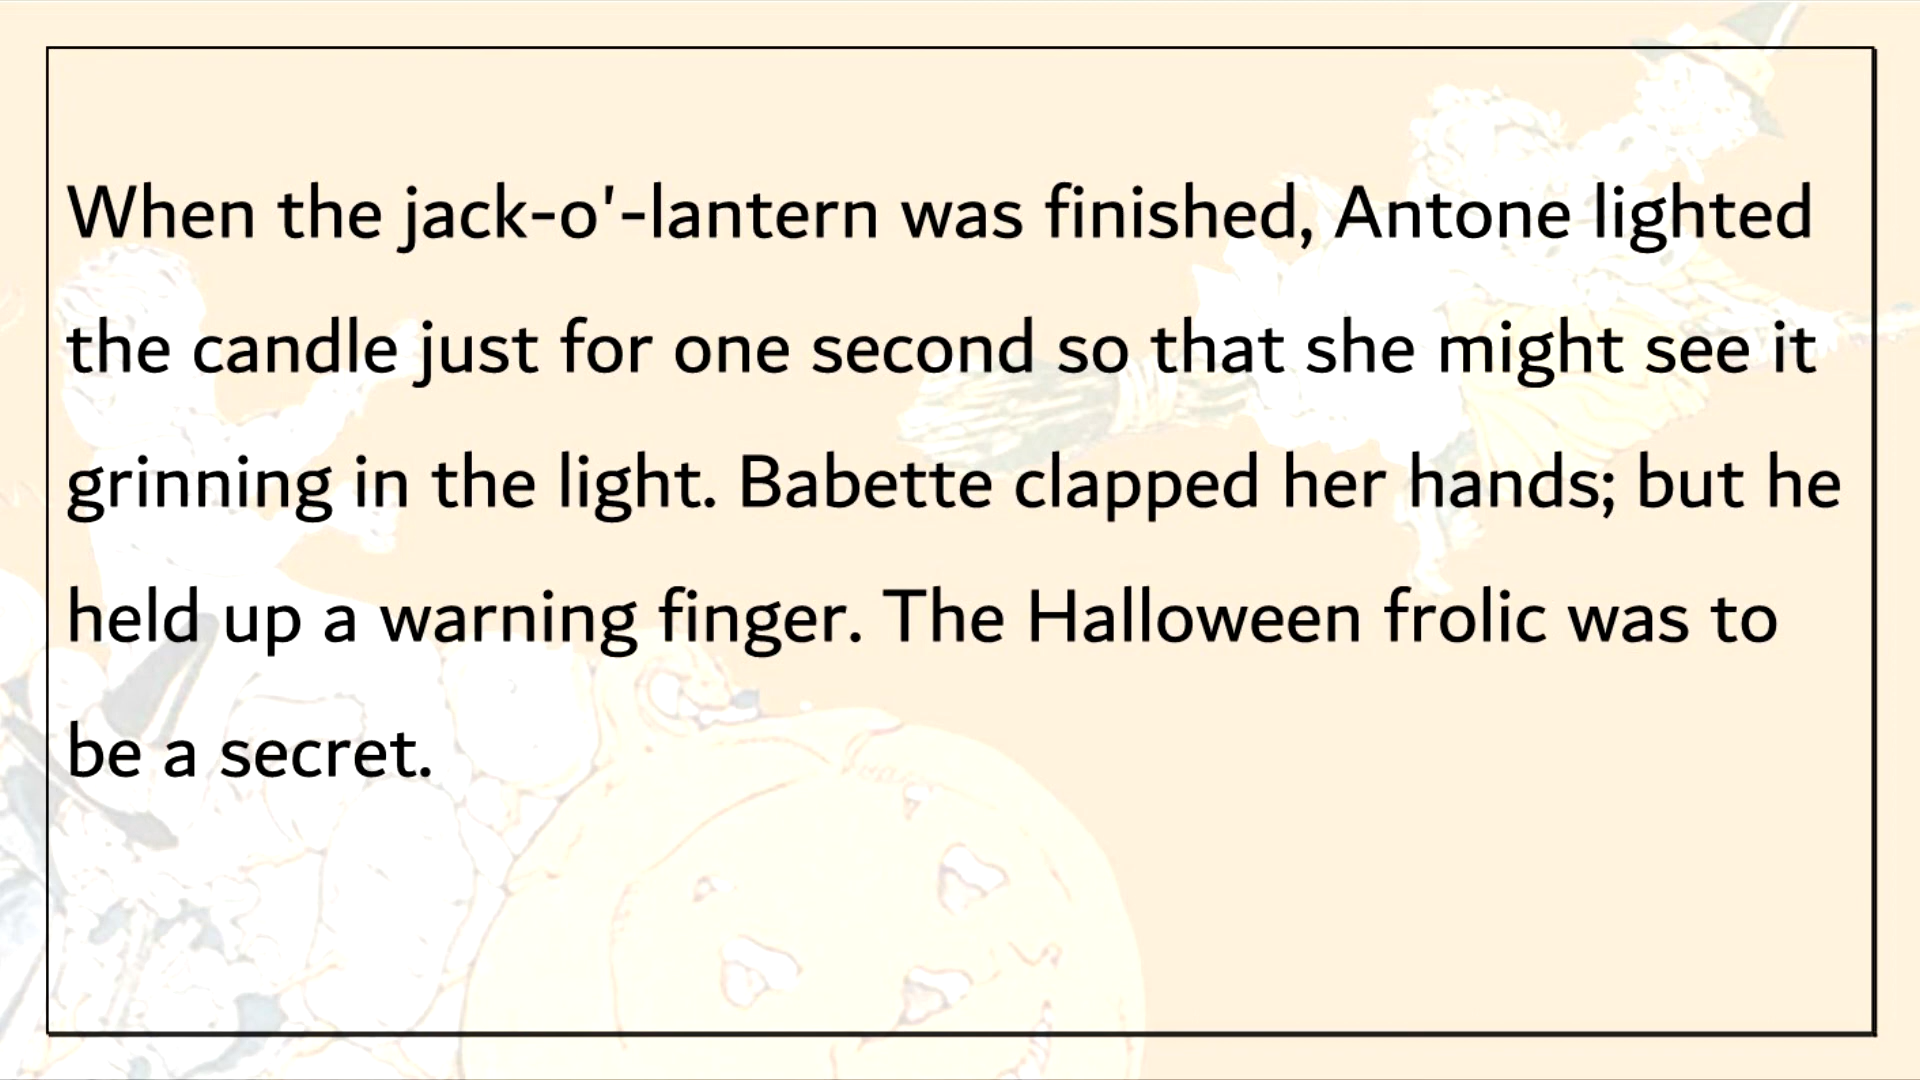 When the jack-o'-lantern was finished, Antone lighted
the candle just for one second so that she might see it
grinning in the light. Babette clapped her hands; but he
held up a warning finger. The Halloween frolic was to
be a secret.